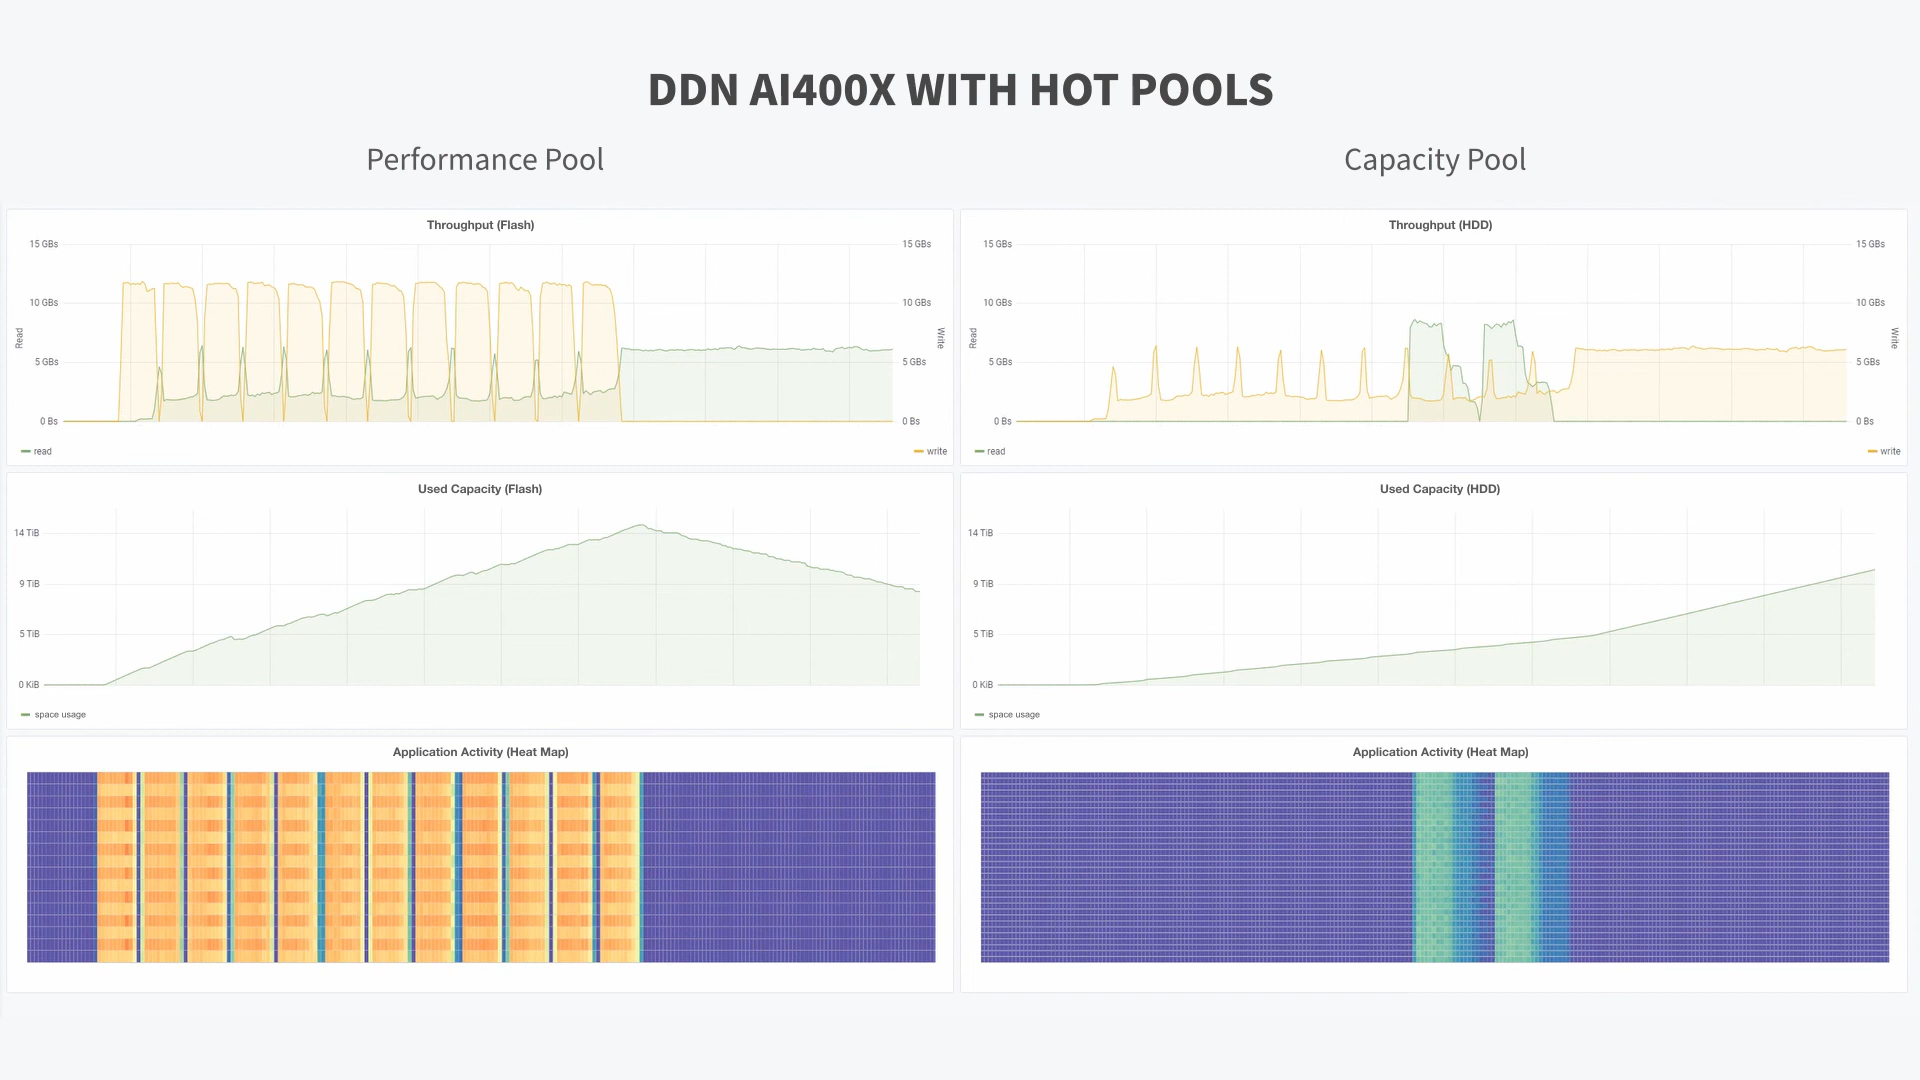 DDN AI400X WITH HOT POOLS
Performance Pool
Capacity Pool
Throughput (Flash)
15 GBs
10 GBs
5 GBs
0 Bs
Read
15 GBs
10 GBs
5 GBs
0 Bs
Write
read
write
Throughput (HDD)
15 GBs
10 GBs
5 GBs
0 Bs
Read
15 GBs
10 GBs
5 GBs
0 Bs
Write
read
write
Used Capacity (Flash)
14 TiB
9 TiB
5 TiB
0 KiB
space usage
Used Capacity (HDD)
14 TiB
9 TiB
5 TiB
0 KiB
space usage
Application Activity (Heat Map)
Application Activity (Heat Map)